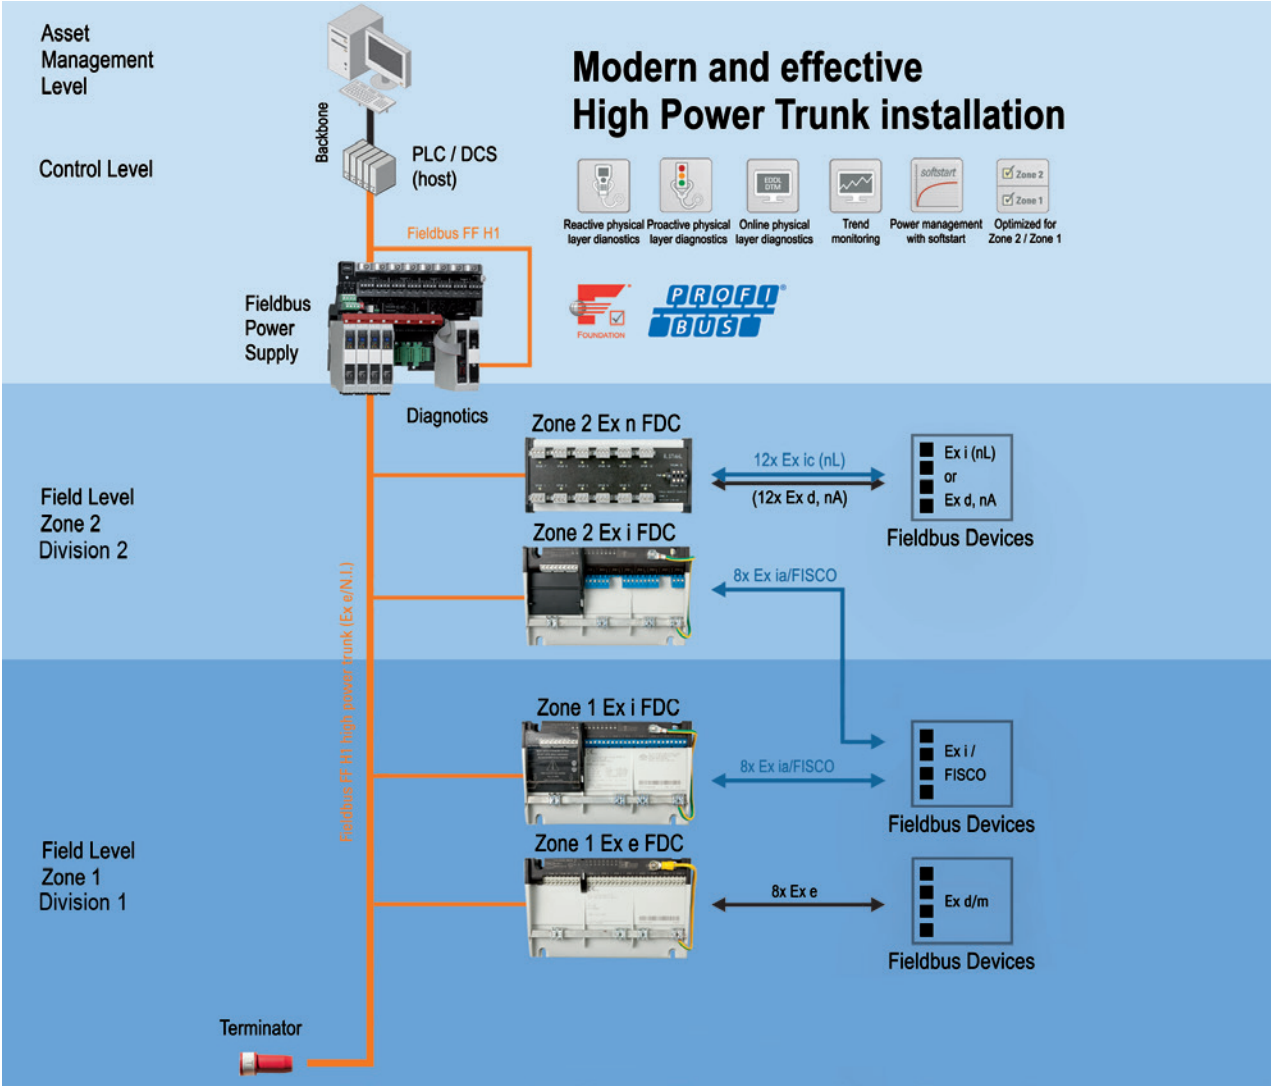 Asset
Management
Level
Backbone
Modern and effective
High Power Trunk installation
Control Level
PLC / DCS
(host)
EDDL
DTM
softstart
Zone 2
Zone 1
Reactive physical
layer dianostics
Proactive physical
layer diagnostics
Online physical
layer diagnostics
Trend
monitoring
Power management
with softstart
Optimized for
Zone 2 / Zone 1
Fieldbus FF H1
Fieldbus
Power
Supply
FOUNDATION
PROFI
BUS
®
Diagnotics
Zone 2 Ex n FDC
12x Ex ic (nL)
(12x Ex d, nA)
Ex i (nL)
or
Ex d, nA
Fieldbus Devices
Field Level
Zone 2
Division 2
Zone 2 Ex i FDC
8x Ex ia/FISCO
Fieldbus FF H1 high power trunk (Ex e/N.I.)
Zone 1 Ex i FDC
8x Ex ia/FISCO
Ex i /
FISCO
Fieldbus Devices
Field Level
Zone 1
Division 1
Zone 1 Ex e FDC
8x Ex e
Ex d/m
Fieldbus Devices
Terminator